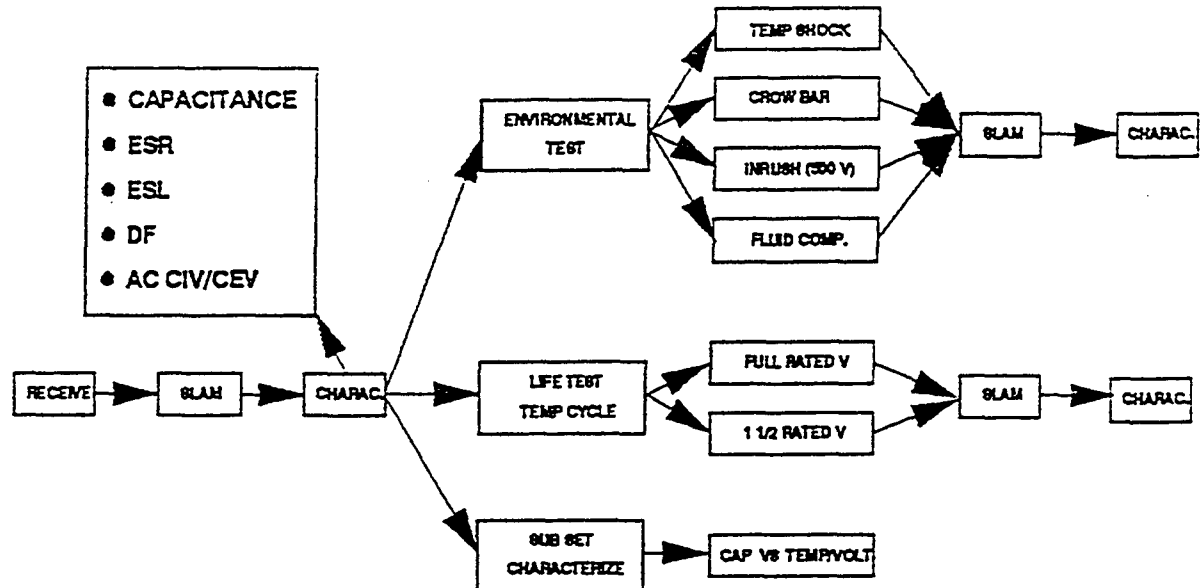 TEMP SHOCK
CROW BAR
INRUSH (500 V)
FLUID COMP.
ENVIRONMENTAL
TEST
SLAM
CHARAC.
• CAPACITANCE
• ESR
• ESL
• DF
• AC CIV/CEV
RECEIVE
SLAM
CHARAC.
LIFE TEST
TEMP CYCLE
FULL RATED V
1 1/2 RATED V
SLAM
CHARAC.
SUB SET
CHARACTERIZE
CAP VS TEMP/VOLT